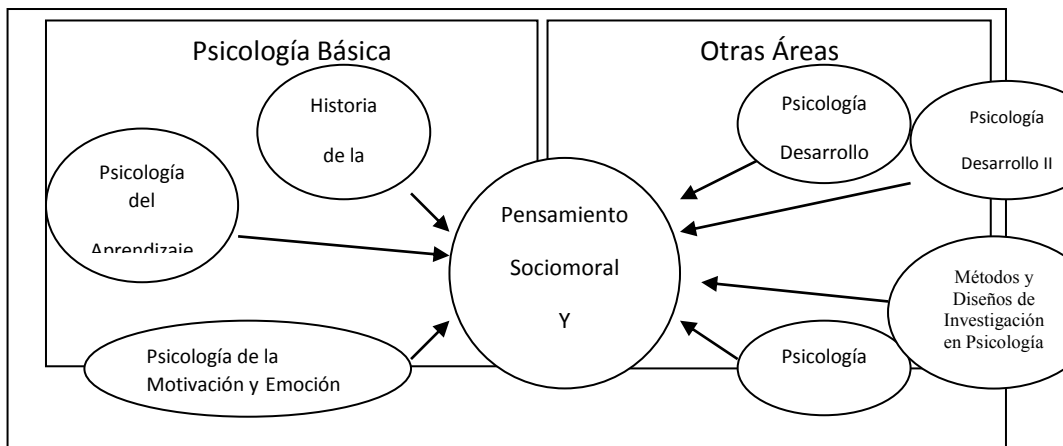 Psicología Básica
Otras Áreas
Historia
de la
Psicología
del
Aprendizaje
Psicología de la
Motivación y Emoción
Pensamiento
Sociomoral
Y
Psicología
Desarrollo
Psicología
Desarrollo II
Métodos y
Diseños de
Investigación
en Psicología
Psicología